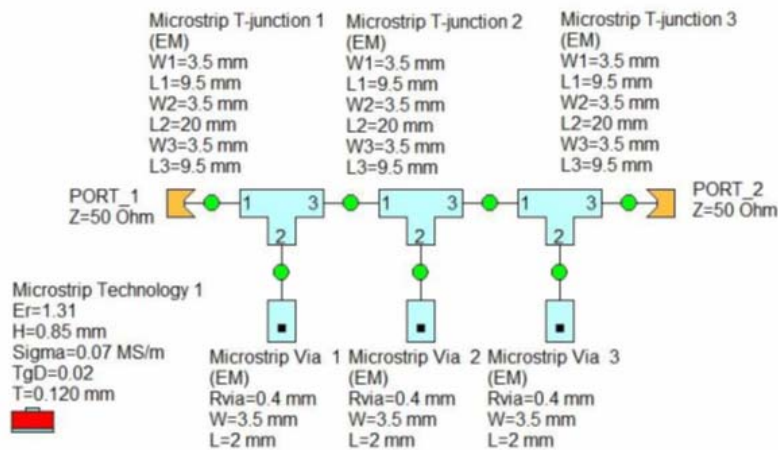 Microstrip T-junction 1
(EM)
W1=3.5 mm
L1=9.5 mm
W2=3.5 mm
L2=20 mm
W3=3.5 mm
L3=9.5 mm
Microstrip T-junction 2
(EM)
W1=3.5 mm
L1=9.5 mm
W2=3.5 mm
L2=20 mm
W3=3.5 mm
L3=9.5 mm
Microstrip T-junction 3
(EM)
W1=3.5 mm
L1=9.5 mm
W2=3.5 mm
L2=20 mm
W3=3.5 mm
L3=9.5 mm
PORT_1
Z=50 Ohm
1 3
2
1 3
2
1 3
2
PORT_2
Z=50 Ohm
Microstrip Technology 1
Er=1.31
H=0.85 mm
Sigma=0.07 MS/m
TgD=0.02
T=0.120 mm
Microstrip Via 1
(EM)
Rvia=0.4 mm
W=3.5 mm
L=2 mm
Microstrip Via 2
(EM)
Rvia=0.4 mm
W=3.5 mm
L=2 mm
Microstrip Via 3
(EM)
Rvia=0.4 mm
W=3.5 mm
L=2 mm